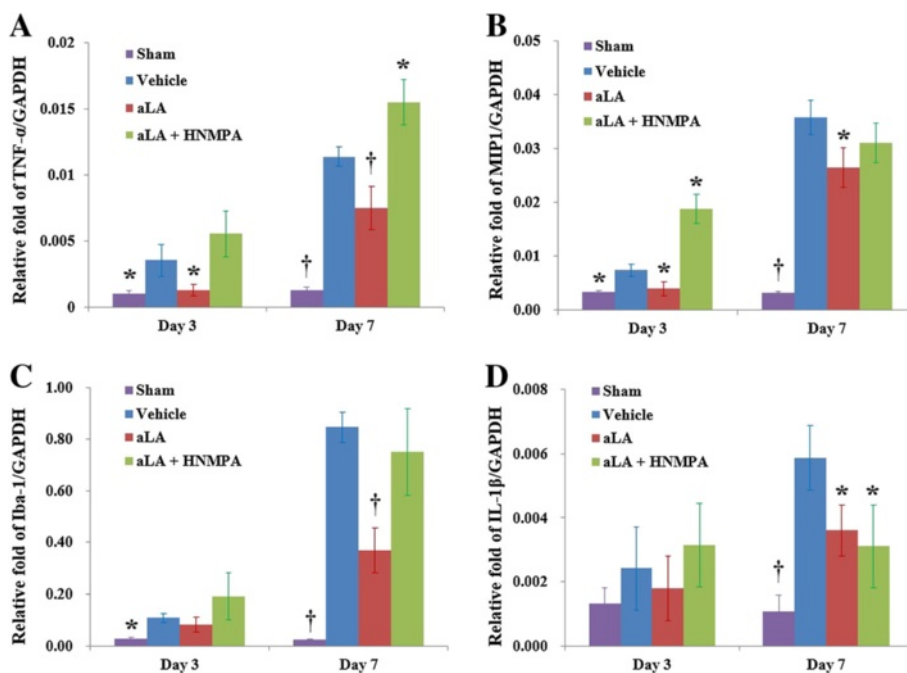 A
Relative fold of TNF-α/GAPDH
0.02
0.015
0.01
0.005
0
Sham
Vehicle
aLA
aLA + HNMPA
*
*
†
†
*
Day 3
Day 7
B
Relative fold of MIP1/GAPDH
0.05
0.04
0.03
0.02
0.01
0.00
Sham
Vehicle
aLA
aLA + HNMPA
*
*
*
†
*
Day 3
Day 7
C
Relative fold of Iba-1/GAPDH
1.00
0.80
0.60
0.40
0.20
0.00
Sham
Vehicle
aLA
aLA + HNMPA
*
†
†
Day 3
Day 7
D
Relative fold of IL-1β/GAPDH
0.008
0.006
0.004
0.002
0.000
Sham
Vehicle
aLA
aLA + HNMPA
†
*
*
Day 3
Day 7